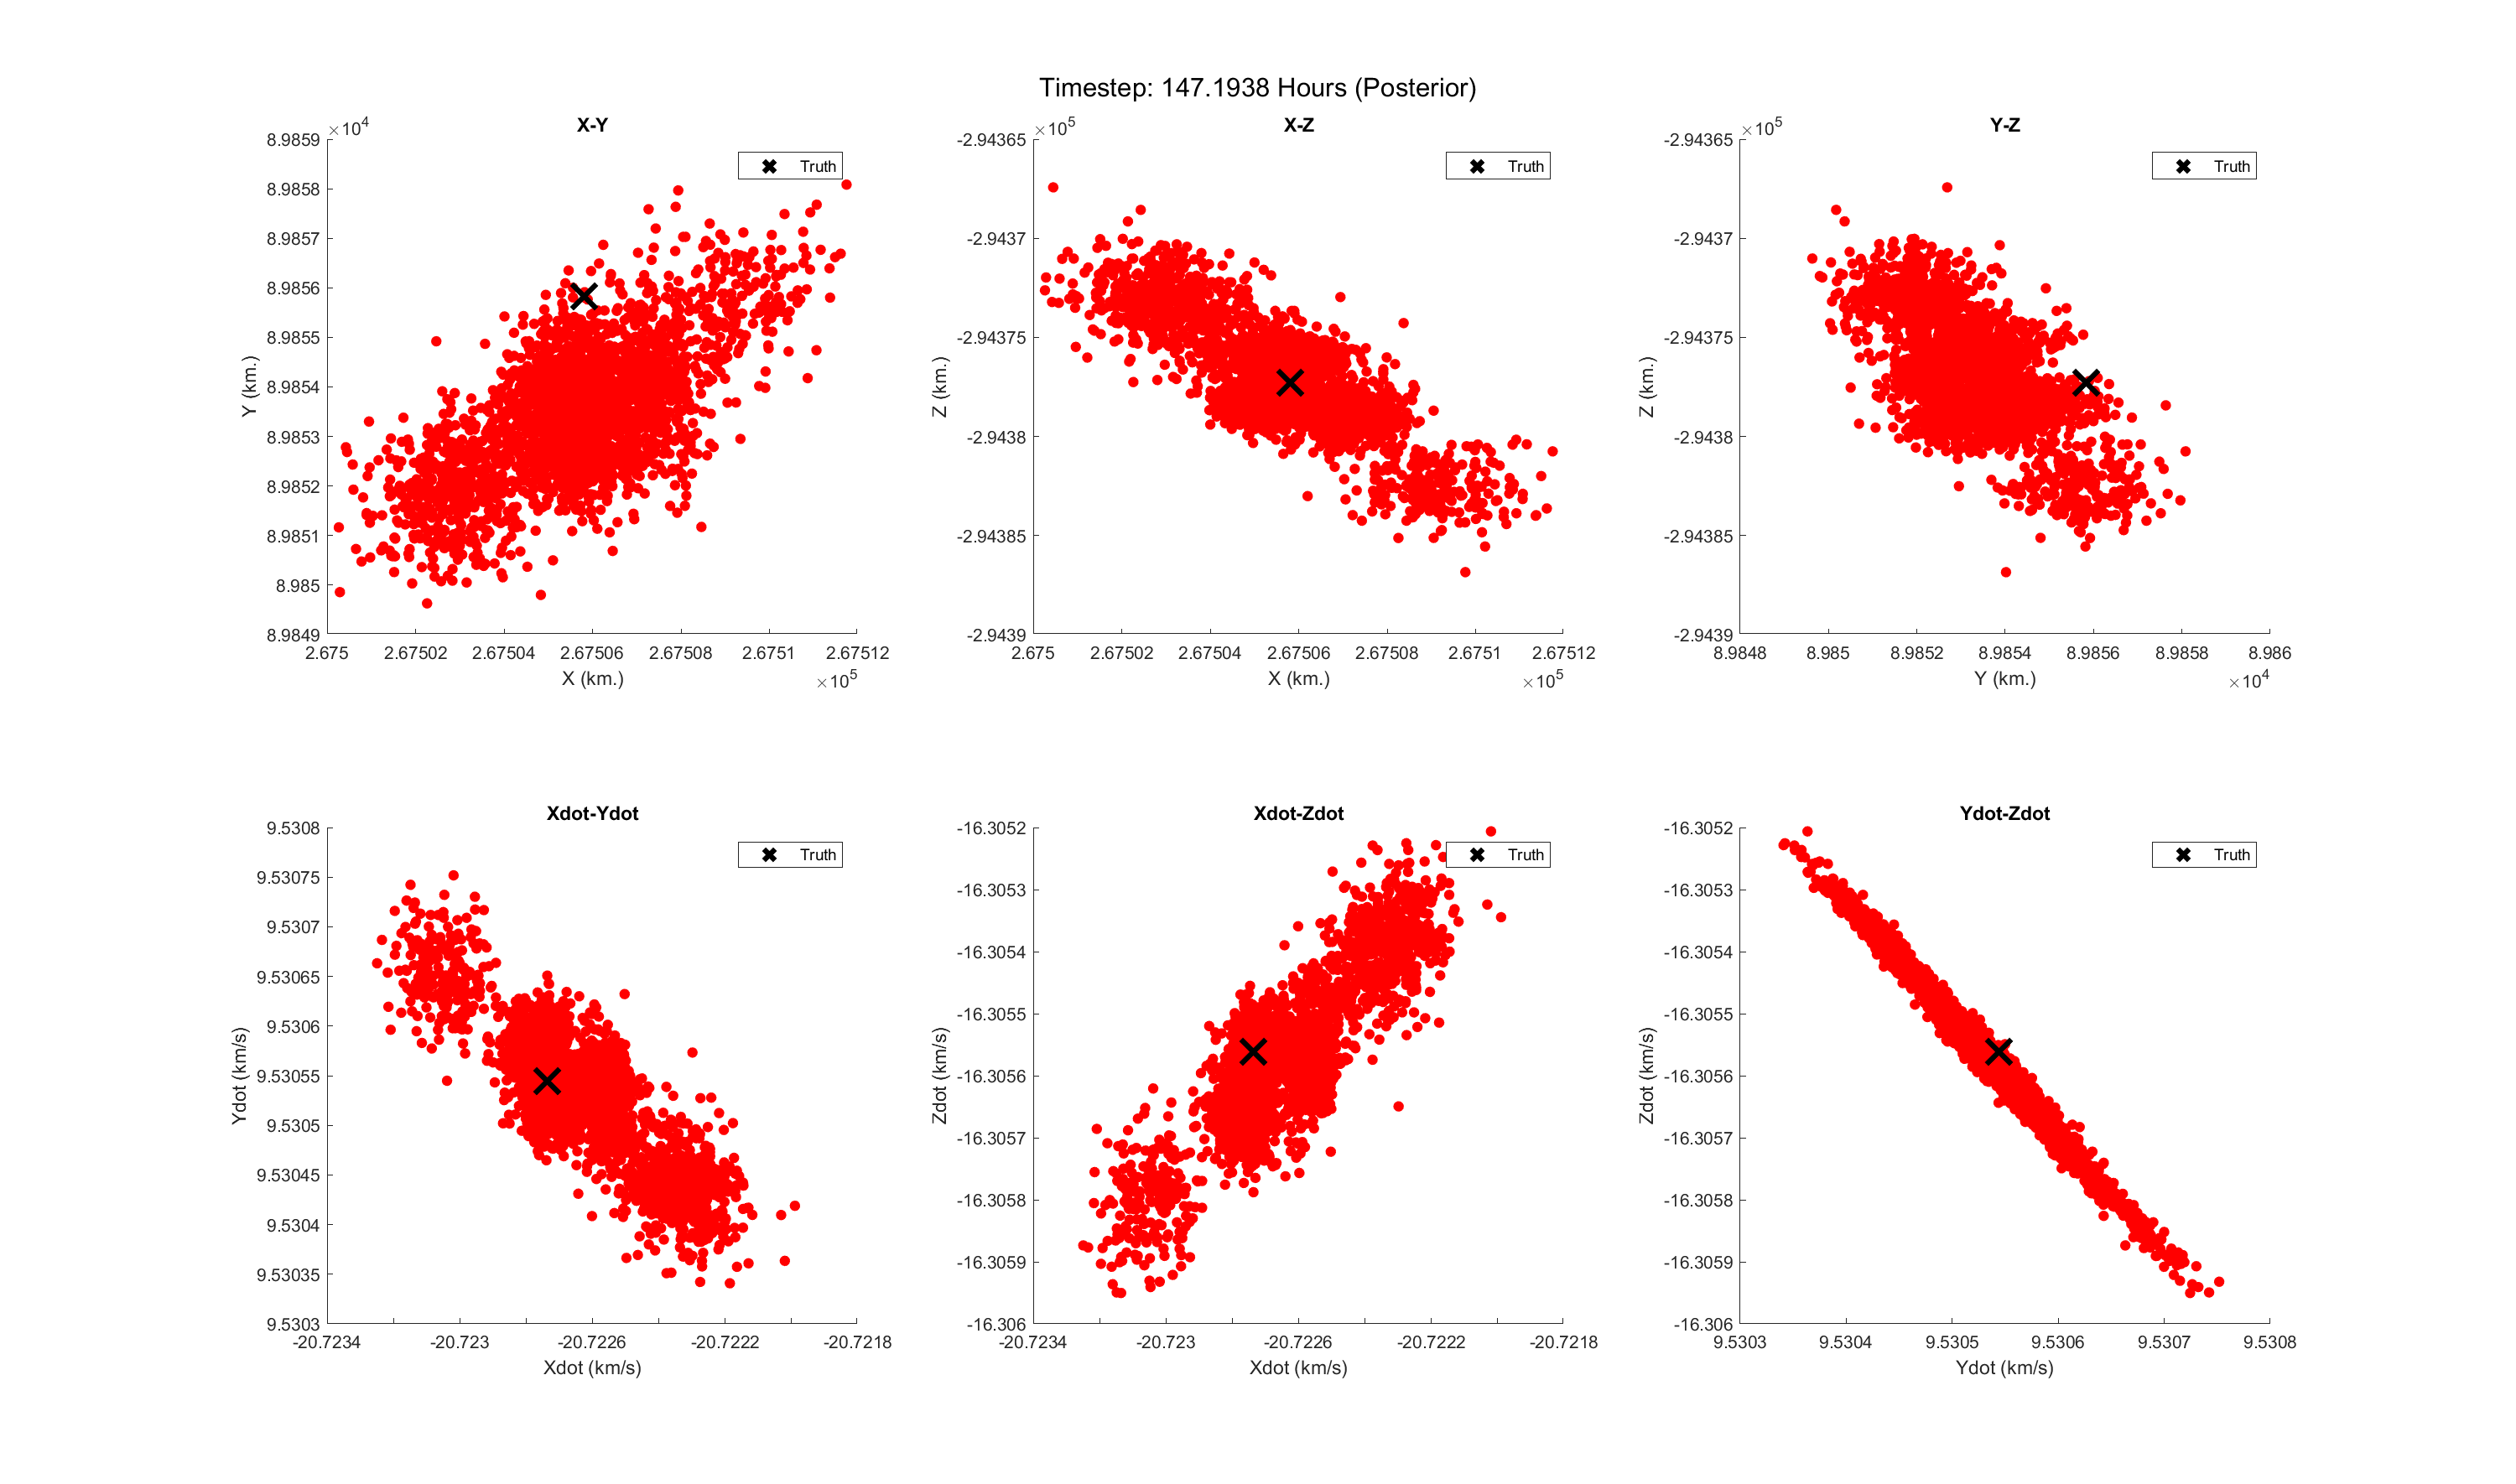 Timestep: 147.1938 Hours (Posterior)
X-Y
×10^4
8.9859
8.9858
8.9857
8.9856
8.9855
8.9854
8.9853
8.9852
8.9851
8.985
8.9849
Y (km.)
Truth
2.675 2.67502 2.67504 2.67506 2.67508 2.6751 2.67512
X (km.)
×10^5
X-Z
×10^5
-2.94365
-2.9437
-2.94375
-2.9438
-2.94385
-2.9439
Z (km.)
Truth
2.675 2.67502 2.67504 2.67506 2.67508 2.6751 2.67512
X (km.)
×10^5
Y-Z
×10^5
-2.94365
-2.9437
-2.94375
-2.9438
-2.94385
-2.9439
Z (km.)
Truth
8.9848 8.985 8.9852 8.9854 8.9856 8.9858 8.986
Y (km.)
×10^4
Xdot-Ydot
9.5308
9.53075
9.5307
9.53065
9.5306
9.53055
9.5305
9.53045
9.5304
9.53035
9.5303
Ydot (km/s)
Truth
-20.7234 -20.723 -20.7226 -20.7222 -20.7218
Xdot (km/s)
Xdot-Zdot
-16.3052
-16.3053
-16.3054
-16.3055
-16.3056
-16.3057
-16.3058
-16.3059
-16.306
Zdot (km/s)
Truth
-20.7234 -20.723 -20.7226 -20.7222 -20.7218
Xdot (km/s)
Ydot-Zdot
-16.3052
-16.3053
-16.3054
-16.3055
-16.3056
-16.3057
-16.3058
-16.3059
-16.306
Zdot (km/s)
Truth
9.5303 9.5304 9.5305 9.5306 9.5307 9.5308
Ydot (km/s)